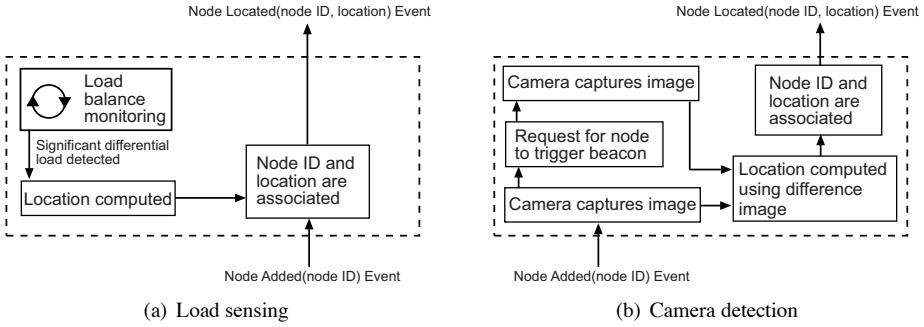 Node Located(node ID, location) Event
Load
balance
monitoring
Significant differential
load detected
Location computed
Node ID and
location are
associated
Node Added(node ID) Event
(a) Load sensing
Node Located(node ID, location) Event
Camera captures image
Node ID and
location are
associated
Request for node
to trigger beacon
Location computed
using difference
image
Camera captures image
Node Added(node ID) Event
(b) Camera detection